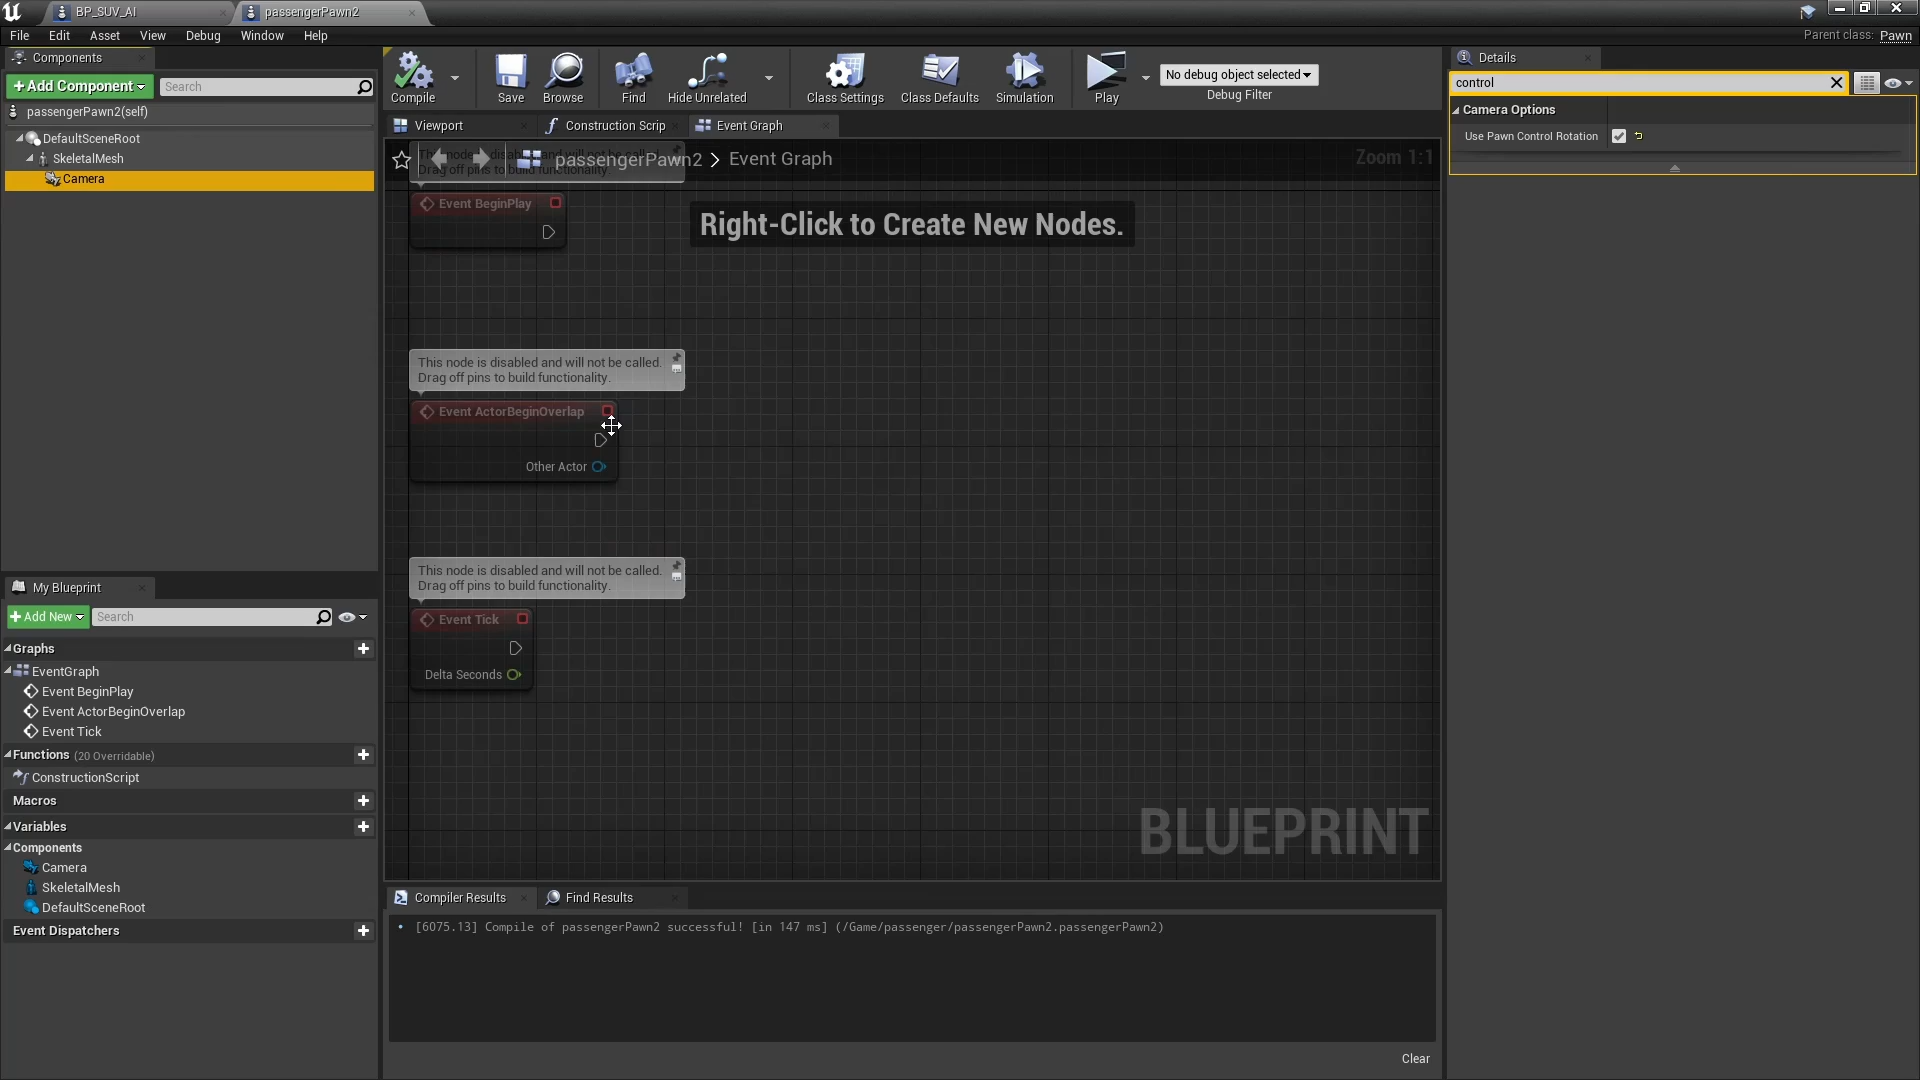 BP_SUV_AI
passengerPawn2
File Edit Asset View Debug Window Help
Parent class: Pawn
Components
+Add Component
Search
passengerPawn2(self)
DefaultSceneRoot
SkeletalMesh
Camera
Compile
Save
Browse
Find
Hide Unrelated
Class Settings
Class Defaults
Simulation
Play
No debug object selected
Debug Filter
Viewport
Construction Scrip
Event Graph
passengerPawn2 > Event Graph
Zoom 1:1
Drag off pins to build functionality.
Event BeginPlay
Right-Click to Create New Nodes.
This node is disabled and will not be called.
Drag off pins to build functionality.
Event ActorBeginOverlap
Other Actor
This node is disabled and will not be called.
Drag off pins to build functionality.
Event Tick
Delta Seconds
BLUEPRINT
My Blueprint
+Add New
Search
Graphs
EventGraph
Event BeginPlay
Event ActorBeginOverlap
Event Tick
Functions (20 Overridable)
ConstructionScript
Macros
Variables
Components
Camera
SkeletalMesh
DefaultSceneRoot
Event Dispatchers
Compiler Results
Find Results
[6075.13] Compile of passengerPawn2 successful! [in 147 ms] (/Game/passenger/passengerPawn2.passengerPawn2)
Clear
Details
control
Camera Options
Use Pawn Control Rotation